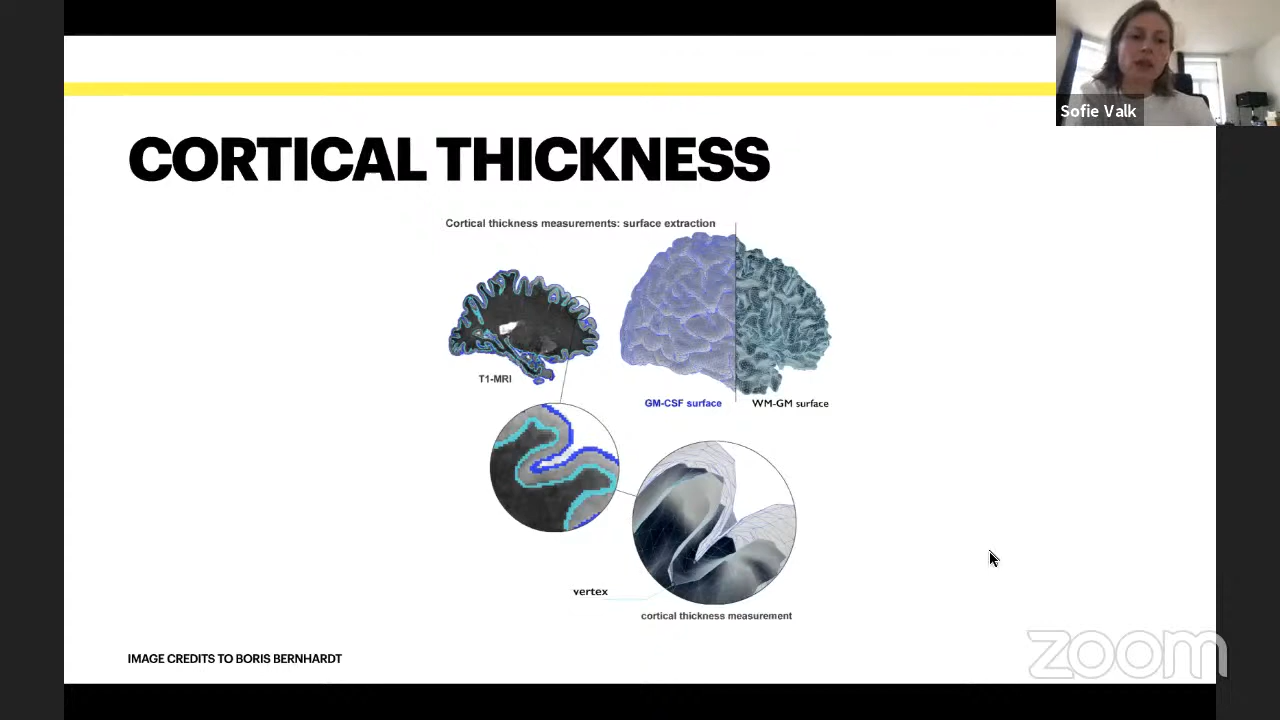 Sofie Valk
CORTICAL THICKNESS
Cortical thickness measurements: surface extraction
T1-MRI
GM-CSF surface
WM-GM surface
vertex
cortical thickness measurement
IMAGE CREDITS TO BORIS BERNHARDT
zoom